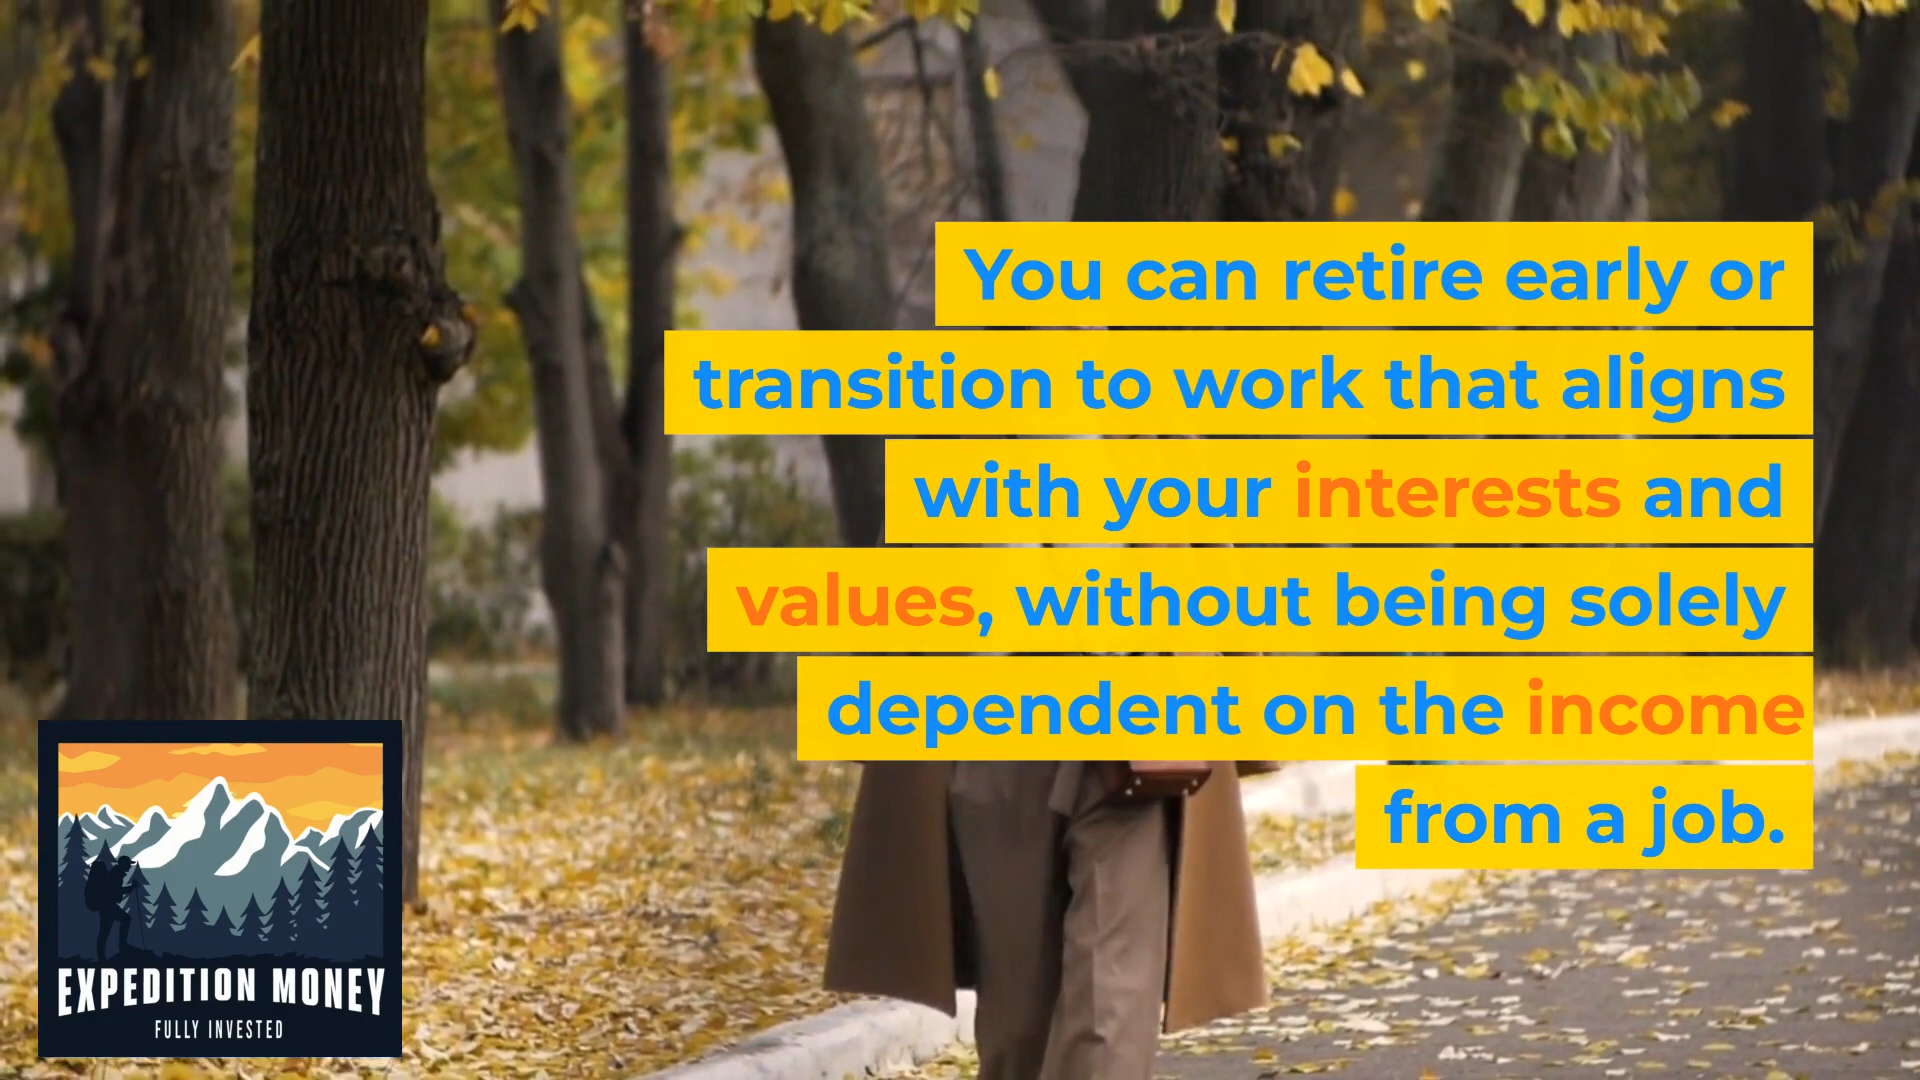 You can retire early or
transition to work that aligns
with your interests and
values, without being solely
dependent on the income
from a job.
EXPEDITION MONEY
FULLY INVESTED